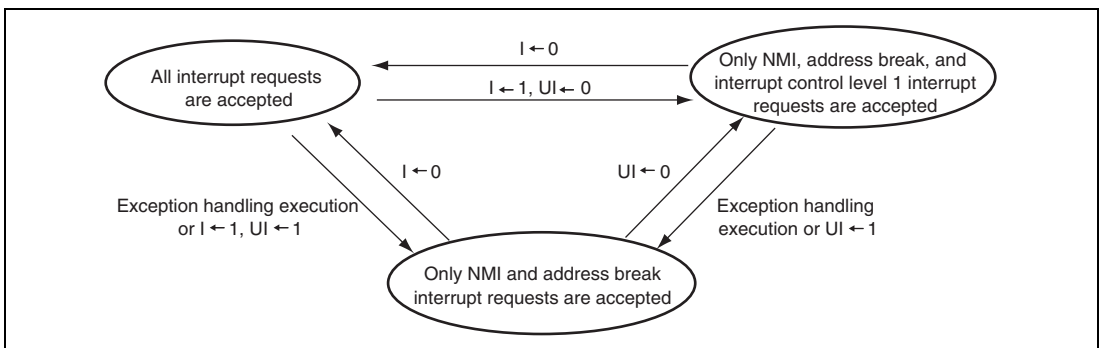 I ← 0
All interrupt requests
are accepted
I ← 1, UI ← 0
Only NMI, address break, and
interrupt control level 1 interrupt
requests are accepted
I ← 0
UI ← 0
Exception handling execution
or I ← 1, UI ← 1
Exception handling
execution or UI ← 1
Only NMI and address break
interrupt requests are accepted